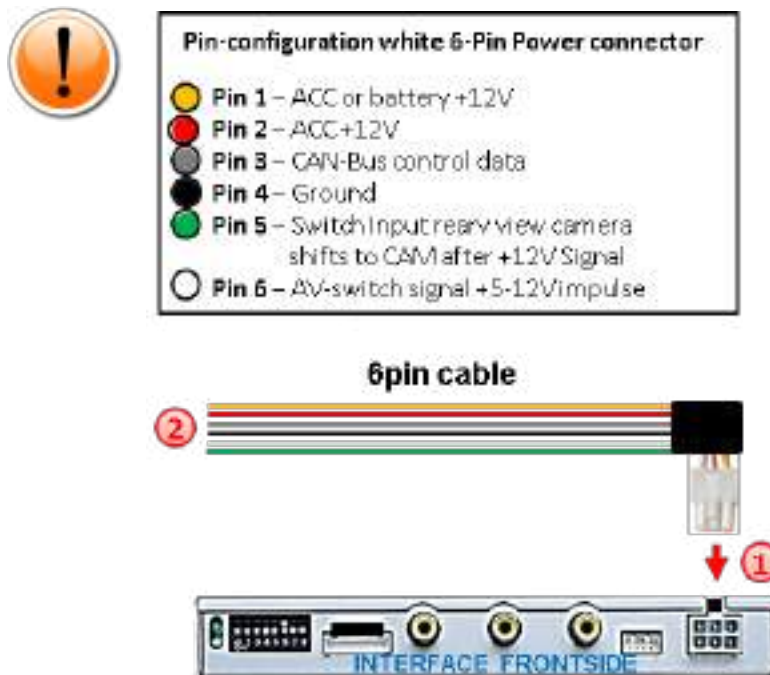 Pin-configuration white 6-Pin Power connector
Pin 1 – ACC or battery +12V
Pin 2 – ACC+12V
Pin 3 – CAN-Bus control data
Pin 4 – Ground
Pin 5 – Switch Input rearv view camera
shifts to CAM after +12V Signal
Pin 6 – AV-switch signal +5-12V impulse
6pin cable
2
1
INTERFACE FRONTSIDE